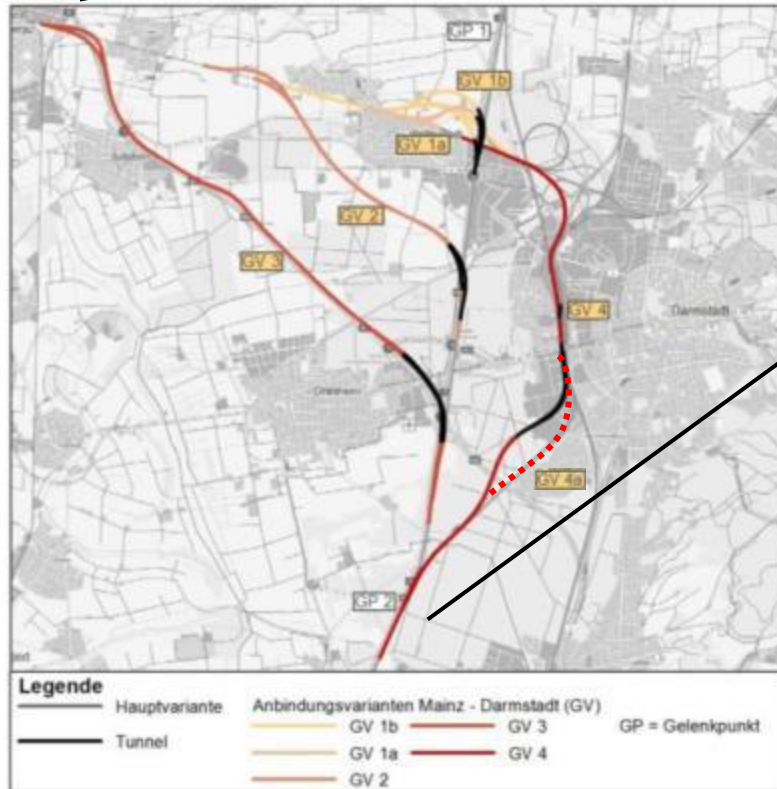 GP 1
GV 1b
GV 1a
GV 2
GV 3
GV 4
Darmstadt
Griesheim
GV 4a
GP 2
Legende
Hauptvariante
Tunnel
Anbindungsvarianten Mainz - Darmstadt (GV)
GV 1b
GV 1a
GV 2
GV 3
GV 4
GP = Gelenkpunkt